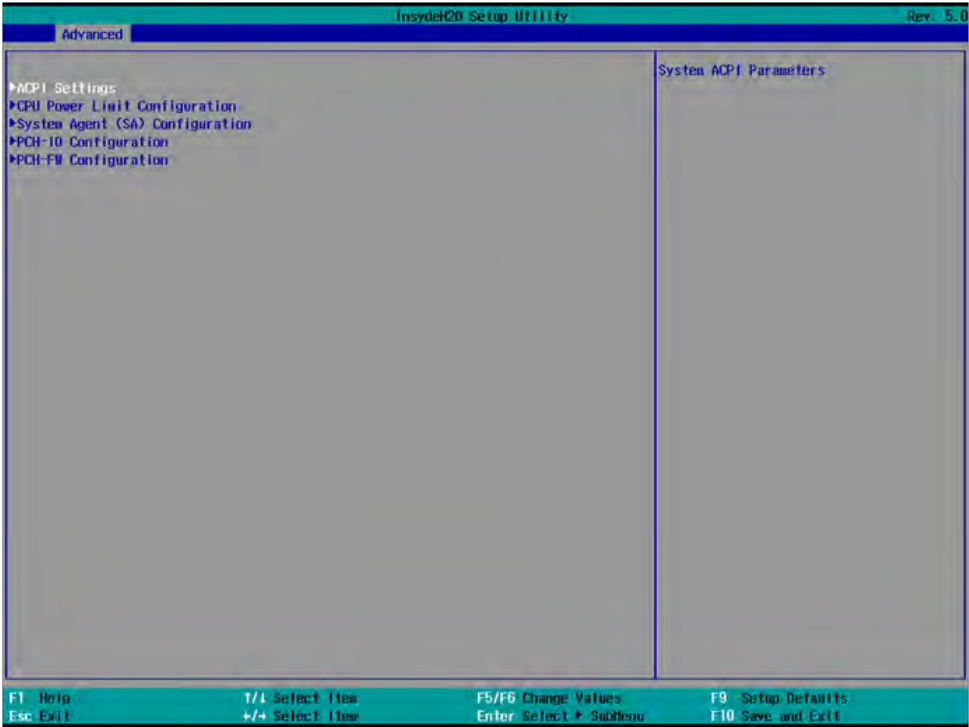 InsydeH20 Setup Utility Rev. 5.0
Advanced
System ACPI Parameters
▶ACPI Settings
▶CPU Power Limit Configuration
▶System Agent (SA) Configuration
▶PCH-IO Configuration
▶PCH-FW Configuration
F1 Help ↑/↓ Select Item F5/F6 Change Values F9 Setup Defaults
Esc Exit ←/→ Select Item Enter Select ▶ SubMenu F10 Save and Exit